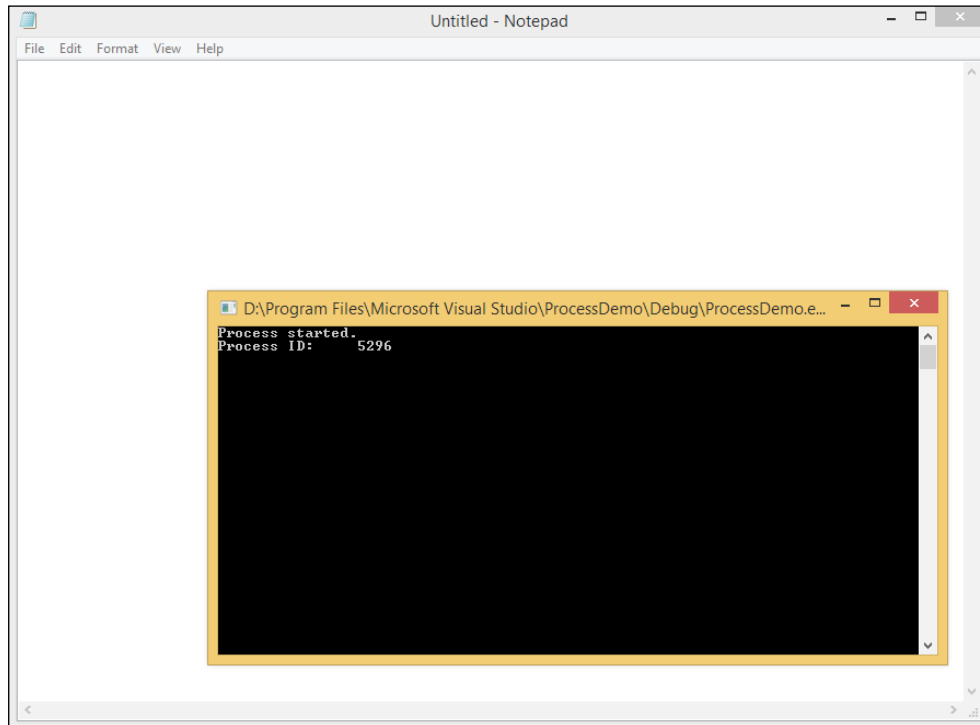 Untitled - Notepad
File Edit Format View Help
D:\Program Files\Microsoft Visual Studio\ProcessDemo\Debug\ProcessDemo.e...
Process started.
Process ID: 5296